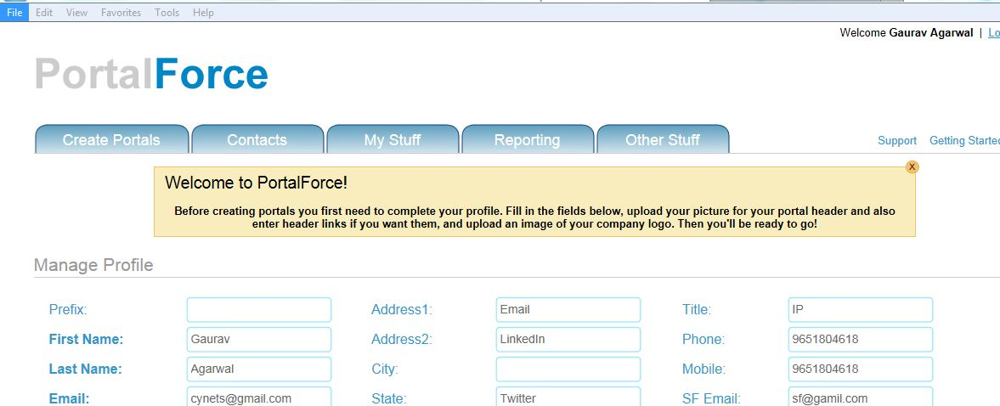 File Edit View Favorites Tools Help
Welcome Gaurav Agarwal | Lo
PortalForce
Create Portals Contacts My Stuff Reporting Other Stuff Support Getting Started
Welcome to PortalForce!
X
Before creating portals you first need to complete your profile. Fill in the fields below, upload your picture for your portal header and also
enter header links if you want them, and upload an image of your company logo. Then you'll be ready to go!
Manage Profile
Prefix: Address1: Email Title: IP
First Name: Gaurav Address2: LinkedIn Phone: 9651804618
Last Name: Agarwal City: Mobile: 9651804618
Email: cynets@gmail.com State: Twitter SF Email: sf@gamil.com